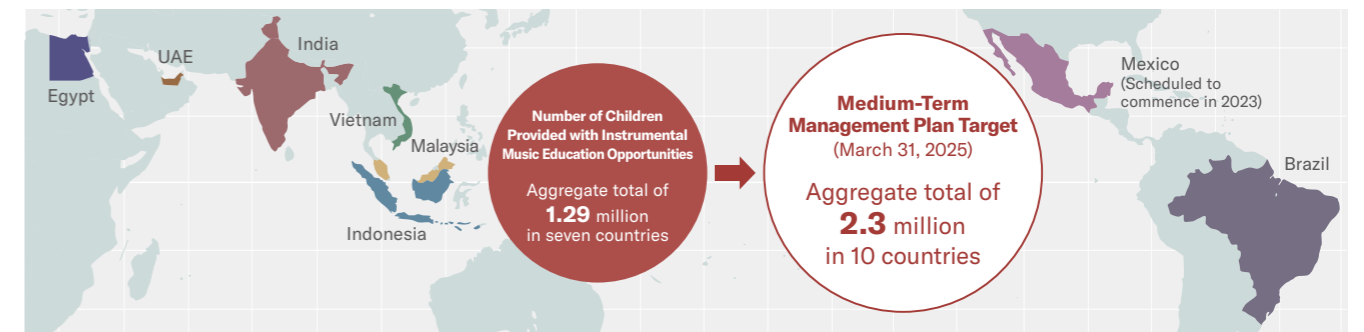 Egypt
UAE
India
Vietnam
Malaysia
Indonesia
Number of Children
Provided with Instrumental
Music Education Opportunities
Aggregate total of
1.29 million
in seven countries
Medium-Term
Management Plan Target
(March 31, 2025)
Aggregate total of
2.3 million
in 10 countries
Mexico
(Scheduled to
commence in 2023)
Brazil